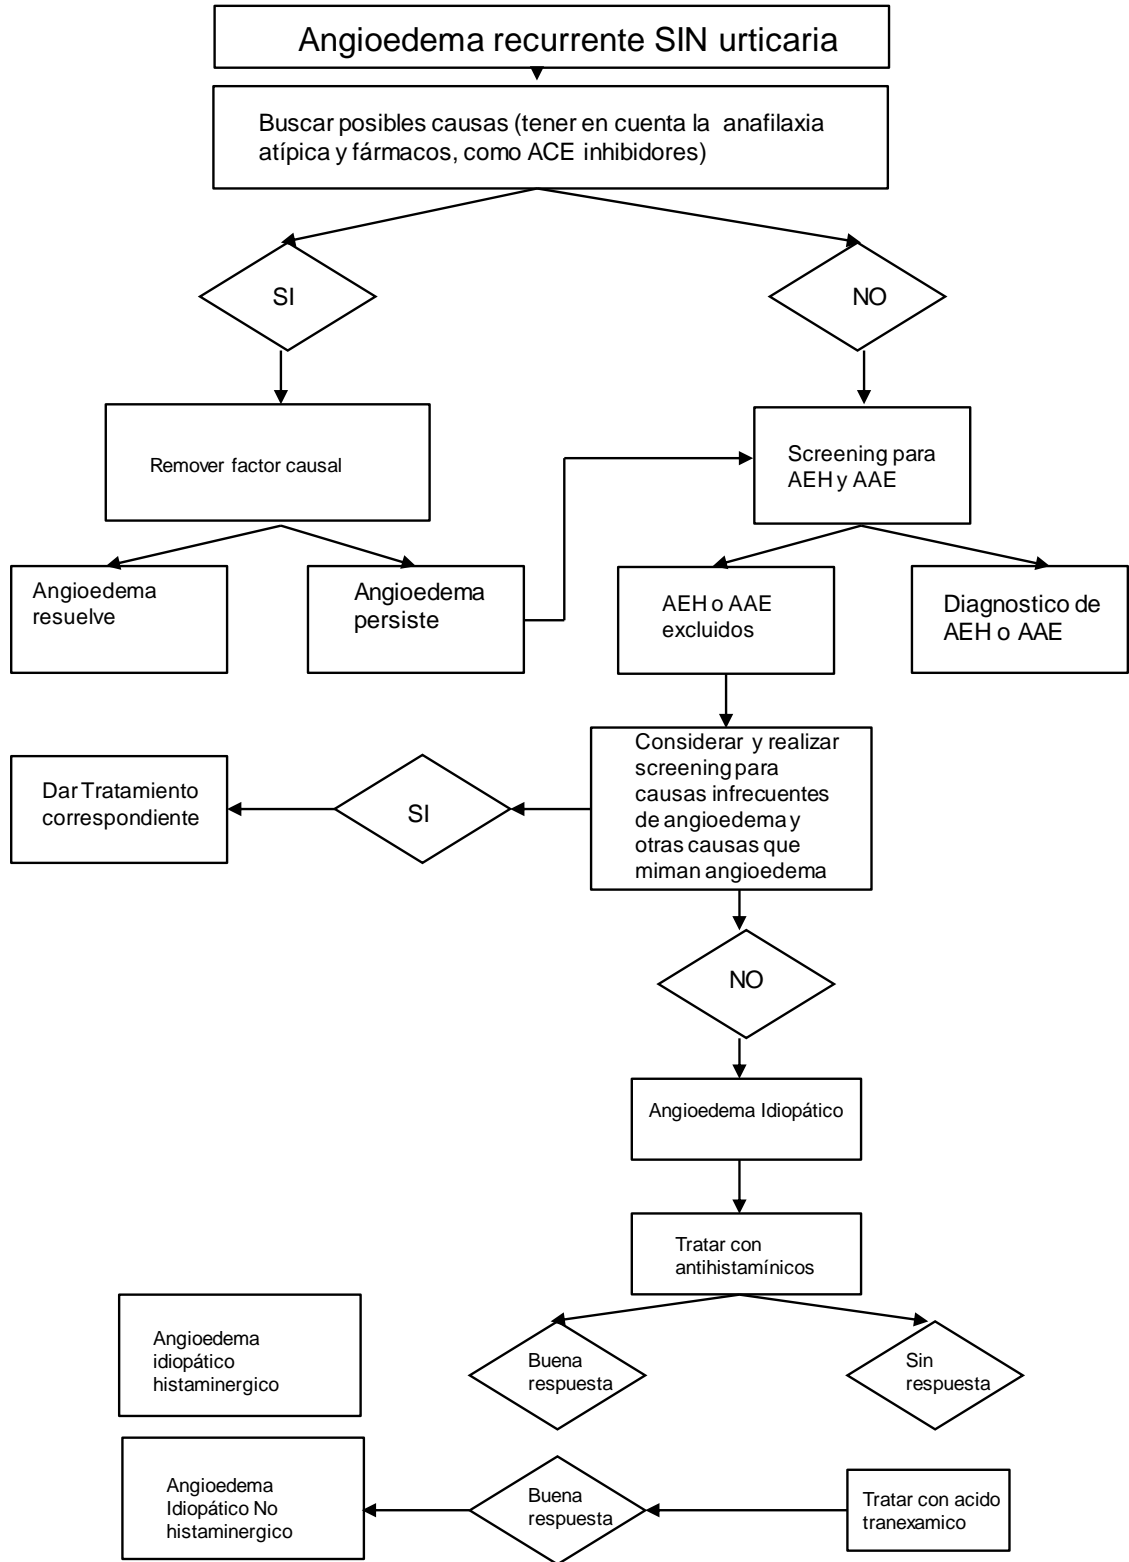 Angioedema recurrente SIN urticaria
Buscar posibles causas (tener en cuenta la anafilaxia
atípica y fármacos, como ACE inhibidores)
SI
NO
Remover factor causal
Screening para
AEH y AAE
Angioedema
resuelve
Angioedema
persiste
AEH o AAE
excluidos
Diagnostico de
AEH o AAE
Considerar y realizar
screening para
causas infrecuentes
de angioedema y
otras causas que
miman angioedema
Dar Tratamiento
correspondiente
SI
NO
Angioedema Idiopático
Tratar con
antihistamínicos
Angioedema
idiopático
histaminergico
Buena
respuesta
Sin
respuesta
Angioedema
Idiopático No
histaminergico
Buena
respuesta
Tratar con acido
tranexamico